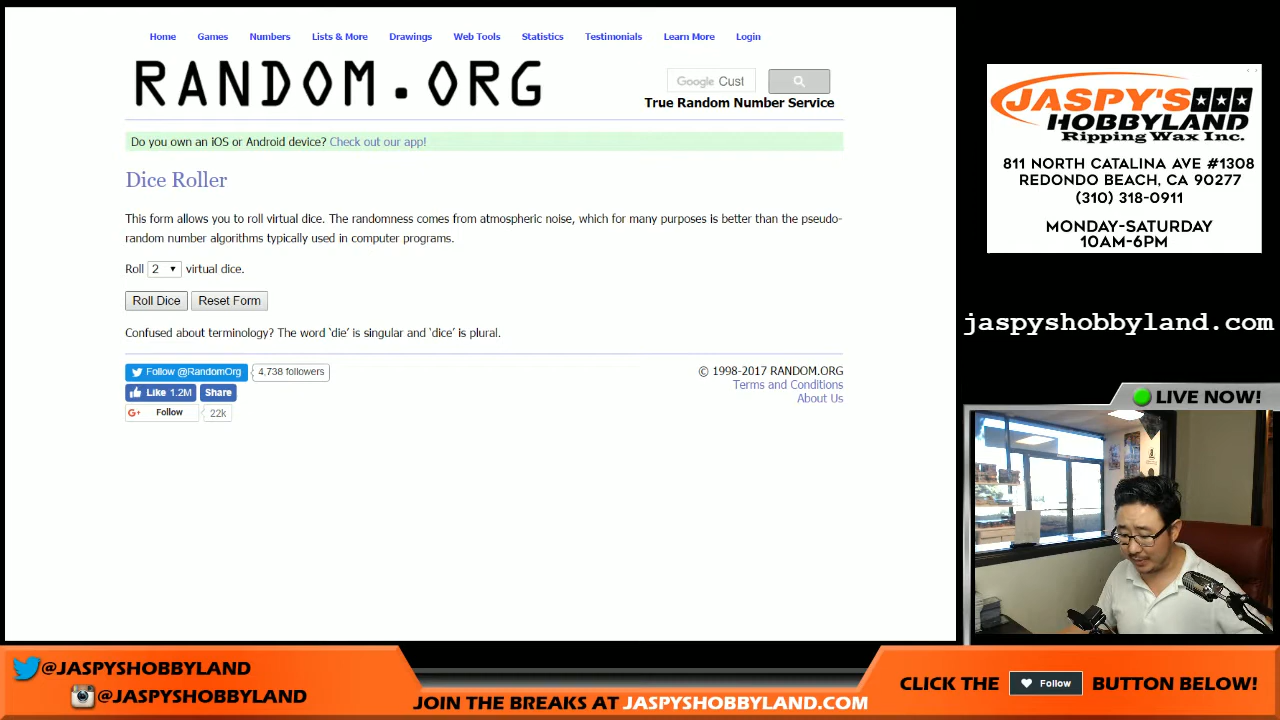 Home Games Numbers Lists & More Drawings Web Tools Statistics Testimonials Learn More Login
RANDOM.ORG
Google Cust
True Random Number Service
Do you own an iOS or Android device? Check out our app!
Dice Roller
This form allows you to roll virtual dice. The randomness comes from atmospheric noise, which for many purposes is better than the pseudo-
random number algorithms typically used in computer programs.
Roll 2 virtual dice.
Roll Dice Reset Form
Confused about terminology? The word ‘die’ is singular and ‘dice’ is plural.
Follow @RandomOrg 4,738 followers
Like 1.2M Share
G+ Follow 22k
© 1998-2017 RANDOM.ORG
Terms and Conditions
About Us
JASPY'S
HOBBYLAND
Ripping Wax Inc.
811 NORTH CATALINA AVE #1308
REDONDO BEACH, CA 90277
(310) 318-0911
MONDAY-SATURDAY
10AM-6PM
jaspyshobbyland.com
LIVE NOW!
@JASPYSHOBBYLAND
@JASPYSHOBBYLAND
JOIN THE BREAKS AT JASPYSHOBBYLAND.COM
CLICK THE Follow BUTTON BELOW!